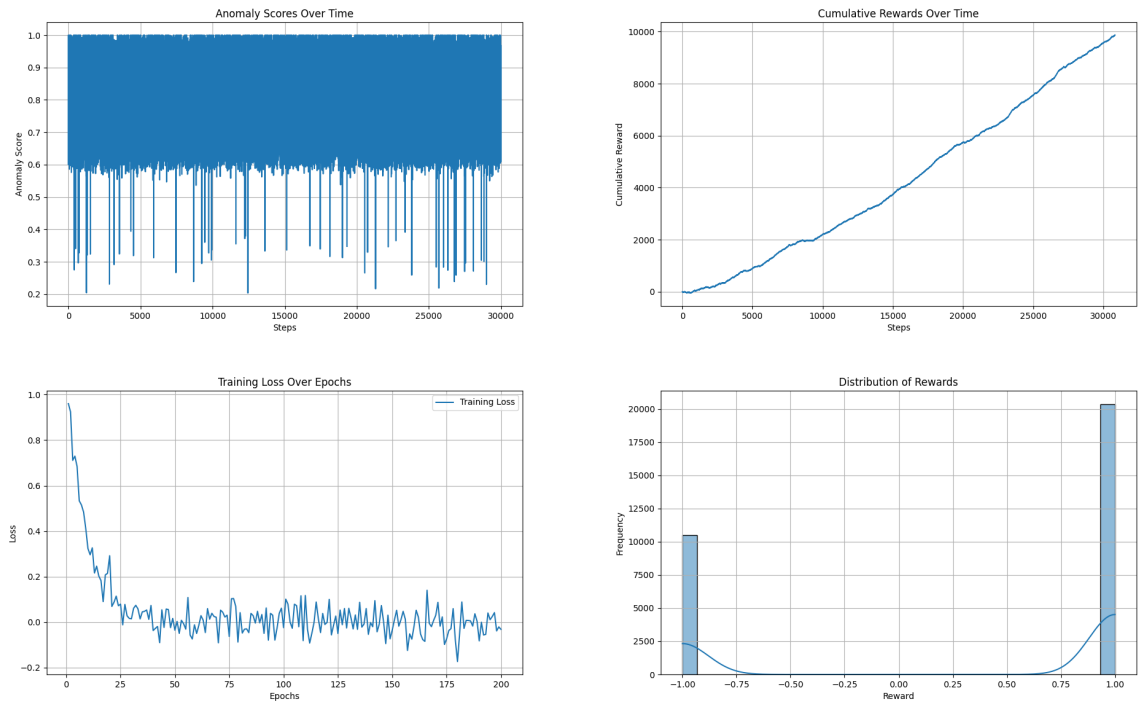 Anomaly Scores Over Time
1.0
0.9
0.8
0.7
0.6
0.5
0.4
0.3
0.2
Anomaly Score
0 5000 10000 15000 20000 25000 30000
Steps
Cumulative Rewards Over Time
10000
8000
6000
4000
2000
0
Cumulative Reward
0 5000 10000 15000 20000 25000 30000
Steps
Training Loss Over Epochs
Training Loss
1.0
0.8
0.6
0.4
0.2
0.0
−0.2
Loss
0 25 50 75 100 125 150 175 200
Epochs
Distribution of Rewards
20000
17500
15000
12500
10000
7500
5000
2500
0
Frequency
−1.00 −0.75 −0.50 −0.25 0.00 0.25 0.50 0.75 1.00
Reward